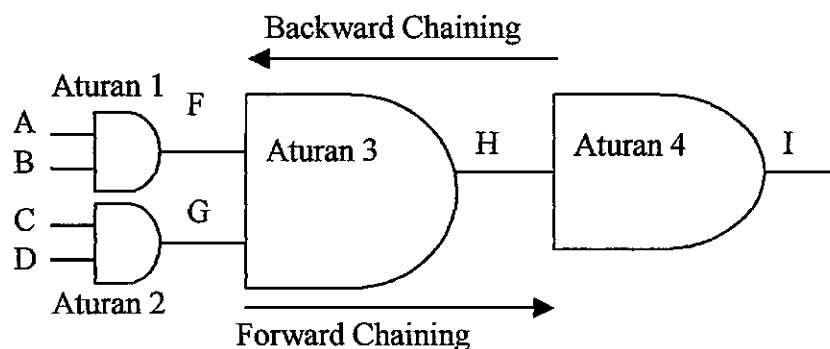 Backward Chaining
Aturan 1
F
A
B
Aturan 3
H
Aturan 4
I
C
G
D
Aturan 2
Forward Chaining